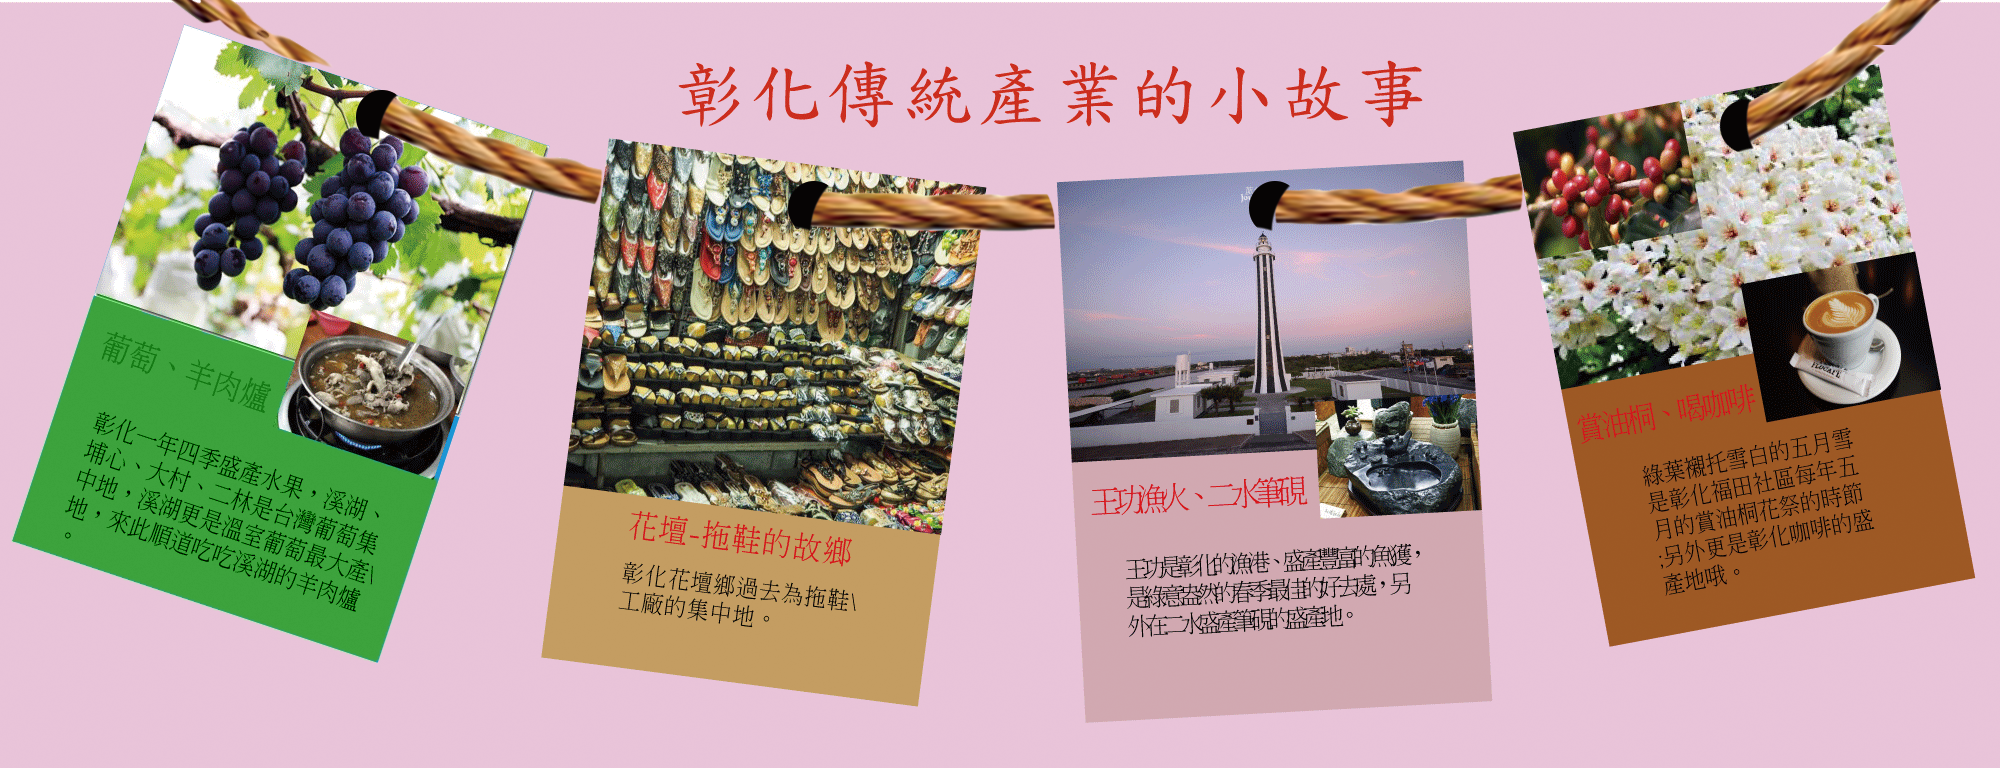 彰化傳統產業的小故事
葡萄、羊肉爐
彰化一年四季盛產水果，溪湖、
埔心、大村、二林是台灣葡萄集
中地，溪湖更是溫室葡萄最大產\
地，來此順道吃吃溪湖的羊肉爐
。
花壇-拖鞋的故鄉
彰化花壇鄉過去為拖鞋\
工廠的集中地。
王功漁火、二水筆硯
王功是彰化的漁港、盛產豐富的魚獲，
是綠意盎然的春季最佳的好去處，另
外在二水盛產筆硯的盛產地。
賞油桐、喝咖啡
綠葉襯托雪白的五月雪
是彰化福田社區每年五
月的賞油桐花祭的時節
;另外更是彰化咖啡的盛
產地哦。